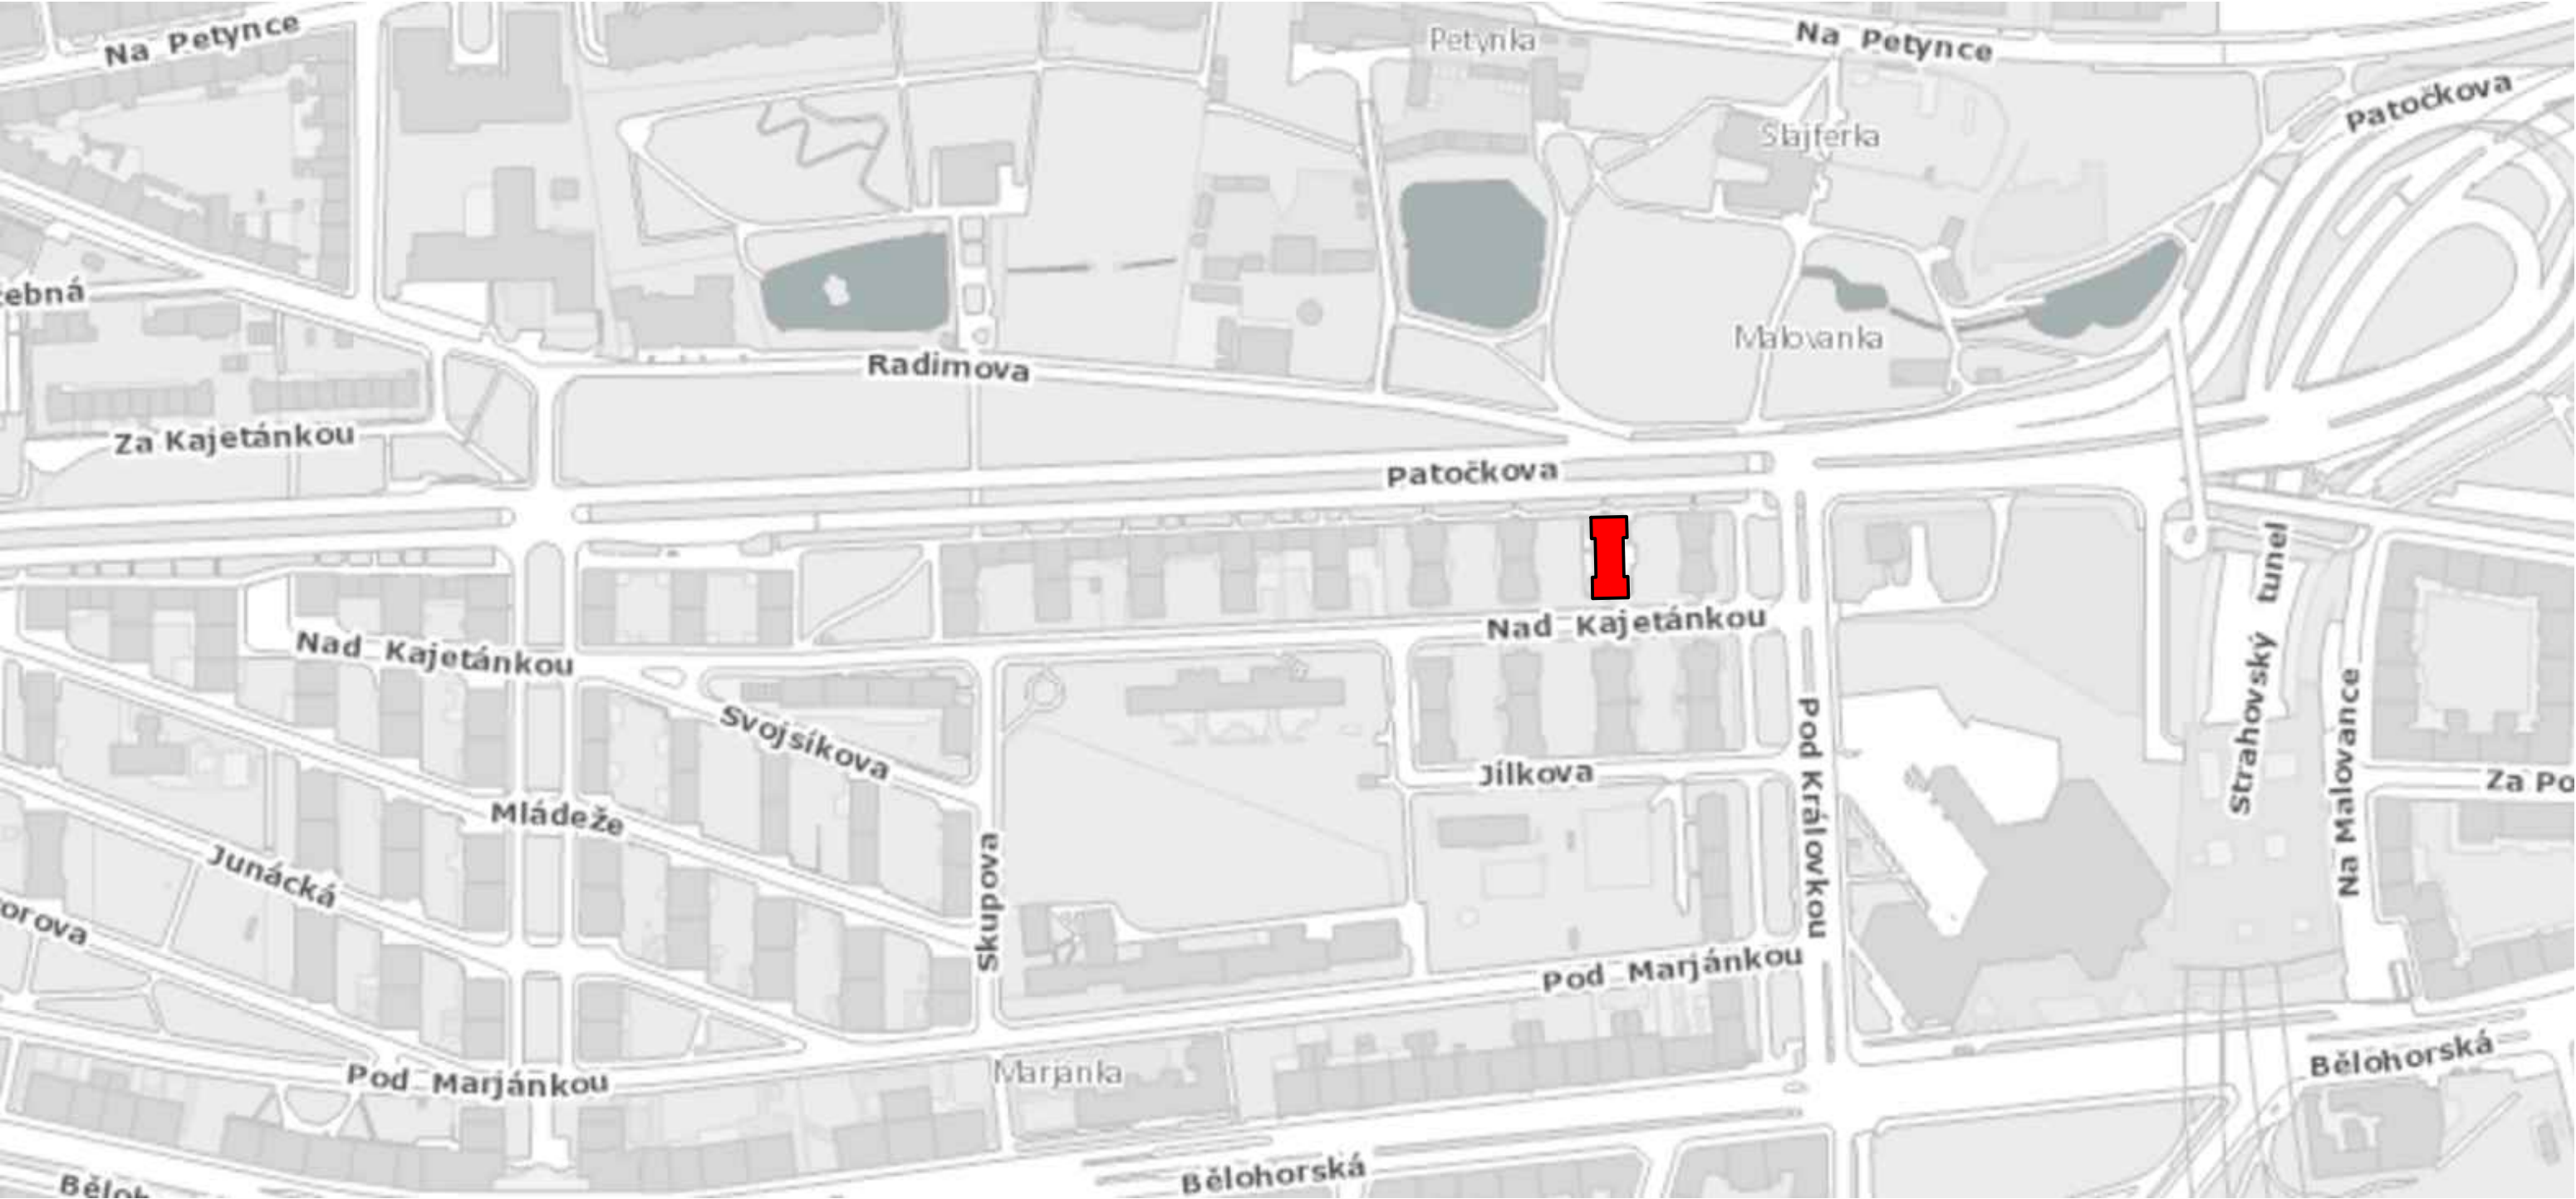 Na Petynce
Petynka
Na Petynce
Patočkova
Šlajferka
ebná
Malovanka
Radimova
Za Kajetánkou
Patočkova
Strahovský tunel
Nad Kajetánkou
Nad Kajetánkou
Svojsíkova
Na Malovance
Pod Královkou
Jílkova
Za Po
Mládeže
Junácká
Skupova
orova
Pod Marjánkou
Bělohorská
Marjánka
Pod Marjánkou
Bělohorská
Běloh